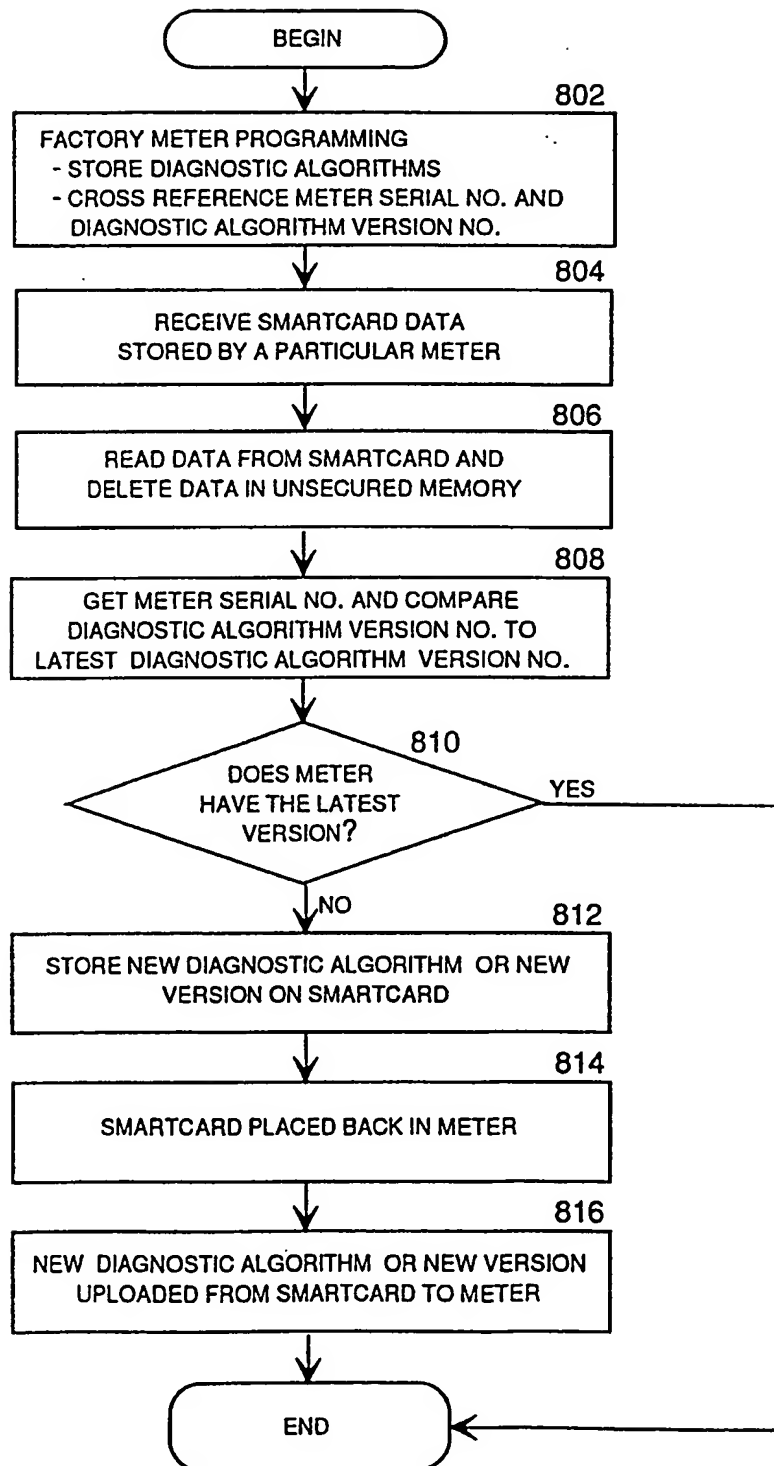 BEGIN
802
FACTORY METER PROGRAMMING
- STORE DIAGNOSTIC ALGORITHMS
- CROSS REFERENCE METER SERIAL NO. AND
DIAGNOSTIC ALGORITHM VERSION NO.
804
RECEIVE SMARTCARD DATA
STORED BY A PARTICULAR METER
806
READ DATA FROM SMARTCARD AND
DELETE DATA IN UNSECURED MEMORY
808
GET METER SERIAL NO. AND COMPARE
DIAGNOSTIC ALGORITHM VERSION NO. TO
LATEST DIAGNOSTIC ALGORITHM VERSION NO.
810
DOES METER
HAVE THE LATEST
VERSION?
YES
NO
812
STORE NEW DIAGNOSTIC ALGORITHM OR NEW
VERSION ON SMARTCARD
814
SMARTCARD PLACED BACK IN METER
816
NEW DIAGNOSTIC ALGORITHM OR NEW VERSION
UPLOADED FROM SMARTCARD TO METER
END